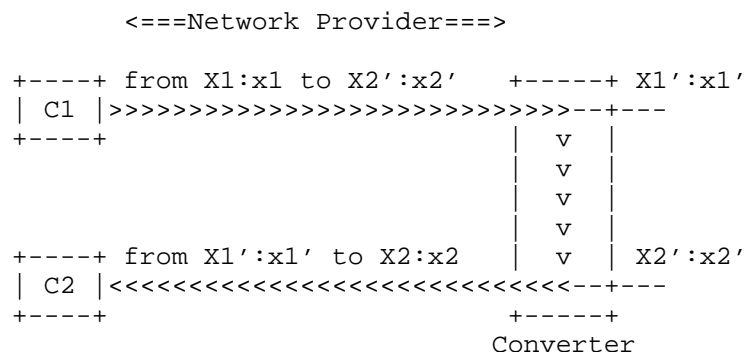 <===Network Provider===>
+----+ from X1:x1 to X2':x2' +-----+ X1':x1'
| C1 |>>>>>>>>>>>>>>>>>>>>>>>>>>>>>--+---
+----+ | v |
| v |
| v |
| v |
+----+ from X1':x1' to X2:x2 | v | X2':x2'
| C2 |<<<<<<<<<<<<<<<<<<<<<<<<<<<<<--+---
+----+ +-----+
Converter